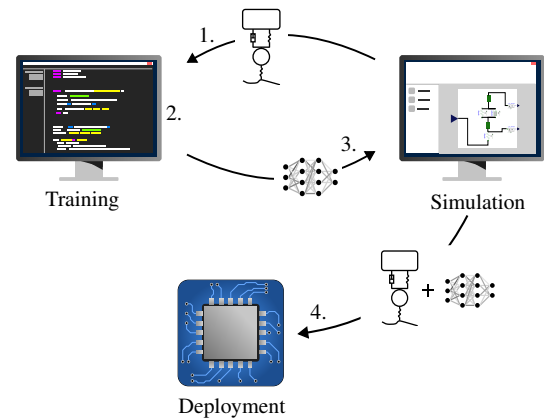 1.
2.
3.
Training
Simulation
4.
Deployment